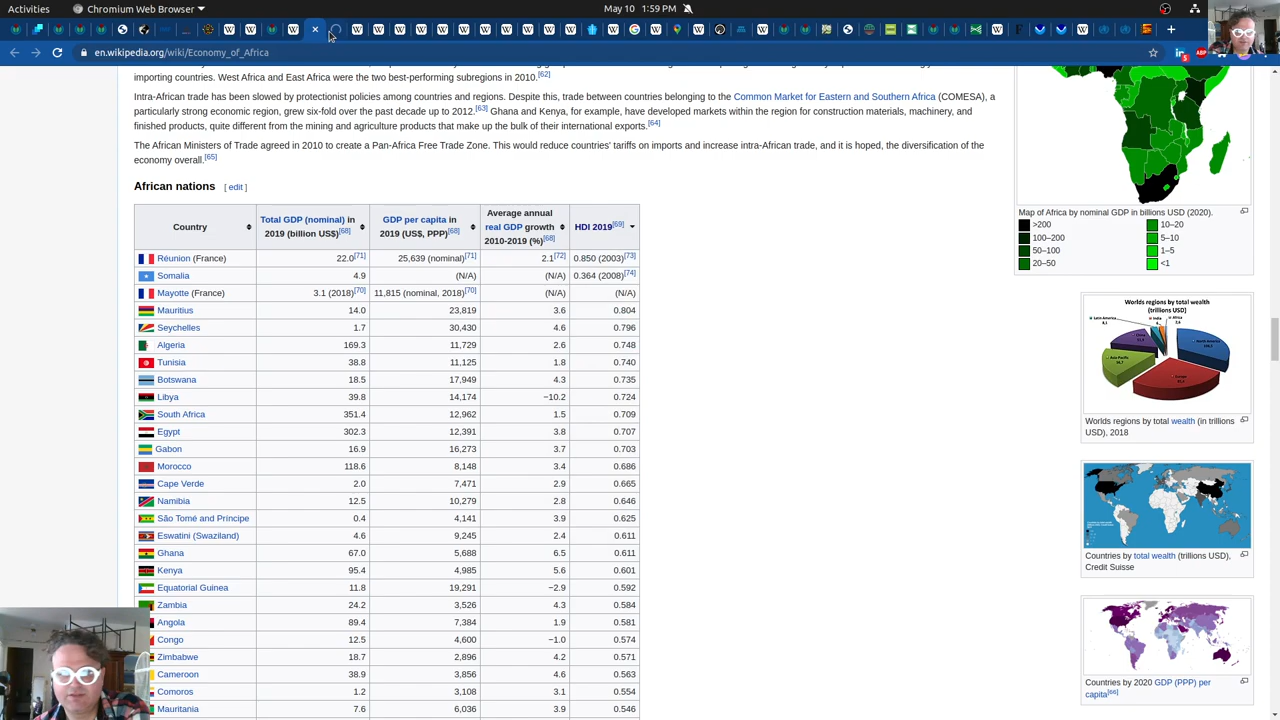 Activities
Chromium Web Browser
May 10 1:59 PM
en.wikipedia.org/wiki/Economy_of_Africa
importing countries. West Africa and East Africa were the two best-performing subregions in 2010.[62]
Intra-African trade has been slowed by protectionist policies among countries and regions. Despite this, trade between countries belonging to the Common Market for Eastern and Southern Africa (COMESA), a
particularly strong economic region, grew six-fold over the past decade up to 2012.[63] Ghana and Kenya, for example, have developed markets within the region for construction materials, machinery, and
finished products, quite different from the mining and agriculture products that make up the bulk of their international exports.[64]
The African Ministers of Trade agreed in 2010 to create a Pan-Africa Free Trade Zone. This would reduce countries' tariffs on imports and increase intra-African trade, and it is hoped, the diversification of the
economy overall.[65]
African nations [ edit ]
Country
Total GDP (nominal) in
2019 (billion US$)[68]
GDP per capita in
2019 (US$, PPP)[68]
Average annual
real GDP growth
2010-2019 (%)[68]
HDI 2019[69]
Réunion (France) 22.0[71] 25,639 (nominal)[71] 2.1[72] 0.850 (2003)[73]
Somalia 4.9 (N/A) (N/A) 0.364 (2008)[74]
Mayotte (France) 3.1 (2018)[70] 11,815 (nominal, 2018)[70] (N/A) (N/A)
Mauritius 14.0 23,819 3.6 0.804
Seychelles 1.7 30,430 4.6 0.796
Algeria 169.3 11,729 2.6 0.748
Tunisia 38.8 11,125 1.8 0.740
Botswana 18.5 17,949 4.3 0.735
Libya 39.8 14,174 −10.2 0.724
South Africa 351.4 12,962 1.5 0.709
Egypt 302.3 12,391 3.8 0.707
Gabon 16.9 16,273 3.7 0.703
Morocco 118.6 8,148 3.4 0.686
Cape Verde 2.0 7,471 2.9 0.665
Namibia 12.5 10,279 2.8 0.646
São Tomé and Príncipe 0.4 4,141 3.9 0.625
Eswatini (Swaziland) 4.6 9,245 2.4 0.611
Ghana 67.0 5,688 6.5 0.611
Kenya 95.4 4,985 5.6 0.601
Equatorial Guinea 11.8 19,291 −2.9 0.592
Zambia 24.2 3,526 4.3 0.584
Angola 89.4 7,384 1.9 0.581
Congo 12.5 4,600 −1.0 0.574
Zimbabwe 18.7 2,896 4.2 0.571
Cameroon 38.9 3,856 4.6 0.563
Comoros 1.2 3,108 3.1 0.554
Mauritania 7.6 6,036 3.9 0.546
Map of Africa by nominal GDP in billions USD (2020).
>200 10–20
100–200 5–10
50–100 1–5
20–50 <1
Worlds regions by total wealth
(trillions USD)
Worlds regions by total wealth (in trillions
USD), 2018
Countries by total wealth (trillions USD),
Credit Suisse
Countries by 2020 GDP (PPP) per
capita[66]